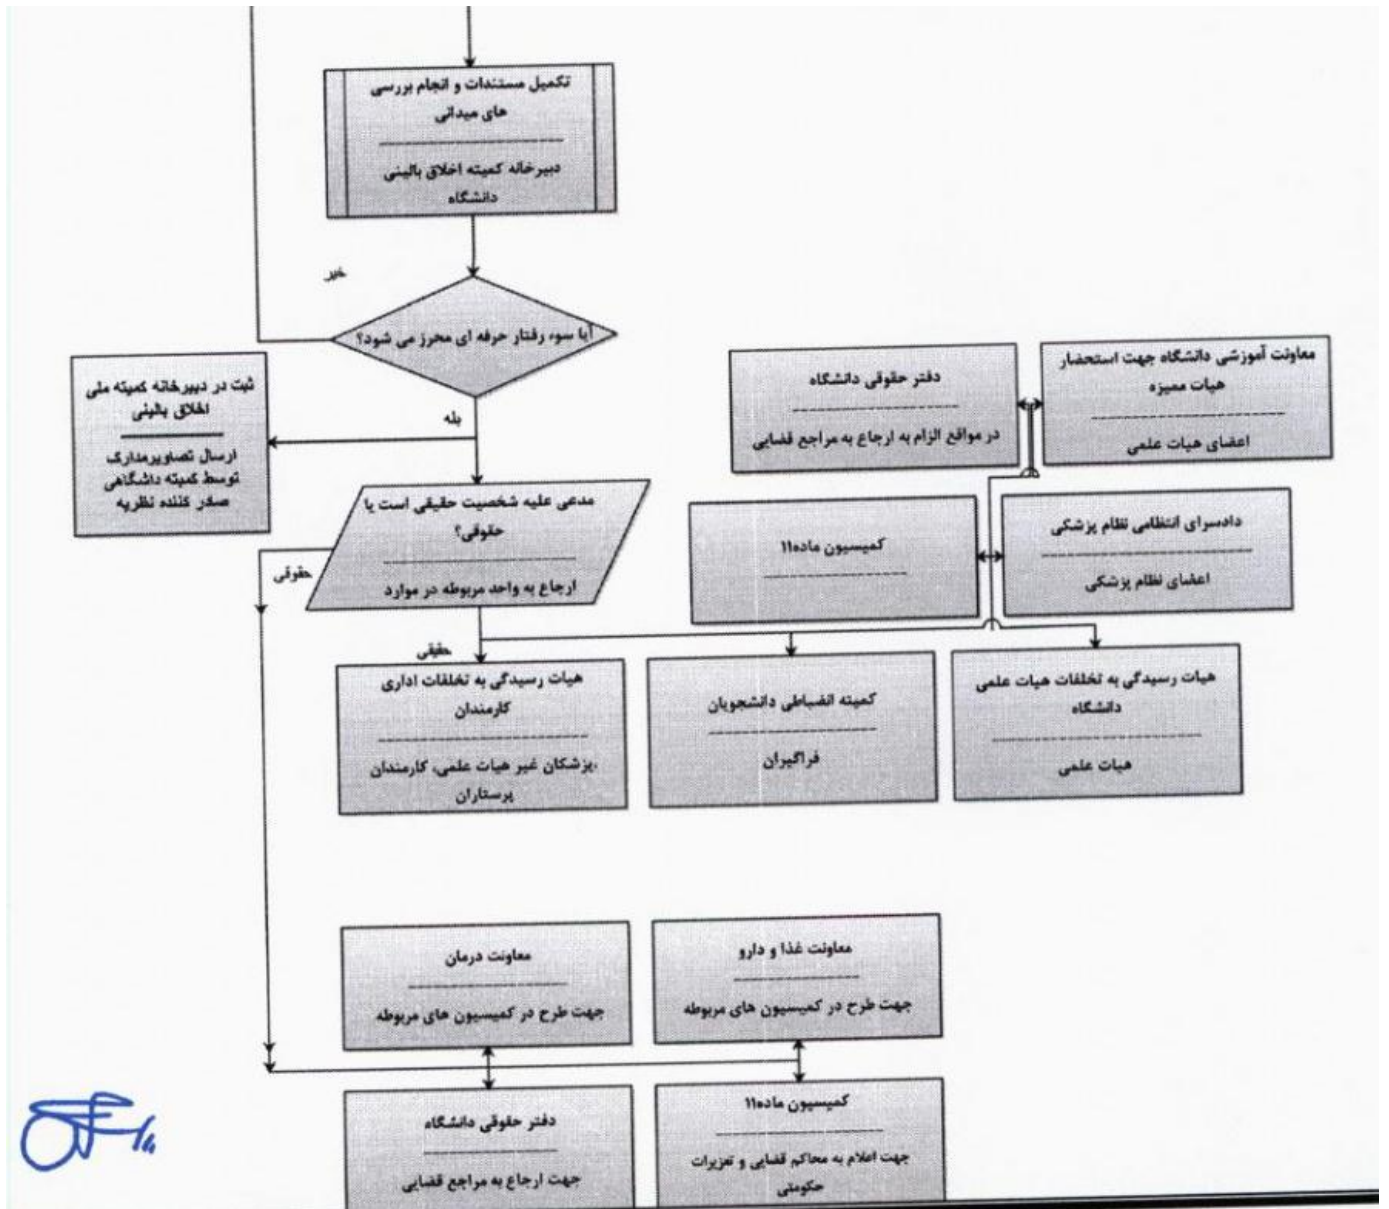 تکمیل مستندات و انجام بررسی
های میدانی
دبیرخانه کمیته اخلاق بالینی
دانشگاه
خیر
آیا سوء رفتار حرفه ای محرز می شود؟
بله
ثبت در دبیرخانه کمیته ملی
اخلاق بالینی
ارسال تصاویرمدارک
توسط کمیته داشگاهی
صادر کننده نظریه
مدعی علیه شخصیت حقیقی است یا
حقوقی؟
ارجاع به واحد مربوطه در موارد
حقوقی
حقیقی
معاونت آموزشی دانشگاه جهت استحضار
هیات ممیزه
اعضای هیات علمی
دفتر حقوقی دانشگاه
در مواقع الزام به ارجاع به مراجع قضایی
دادسرای انتظامی نظام پزشکی
اعضای نظام پزشکی
کمیسیون ماده۱۱
هیات رسیدگی به تخلفات هیات علمی
دانشگاه
هیات علمی
کمیته انضباطی دانشجویان
فراگیران
هیات رسیدگی به تخلفات اداری
کارمندان
پزشکان غیر هیات علمی، کارمندان،
پرستاران
معاونت غذا و دارو
جهت طرح در کمیسیون های مربوطه
معاونت درمان
جهت طرح در کمیسیون های مربوطه
کمیسیون ماده۱۱
جهت اعلام به محاکم قضایی و تعزیرات
حکومتی
دفتر حقوقی دانشگاه
جهت ارجاع به مراجع قضایی